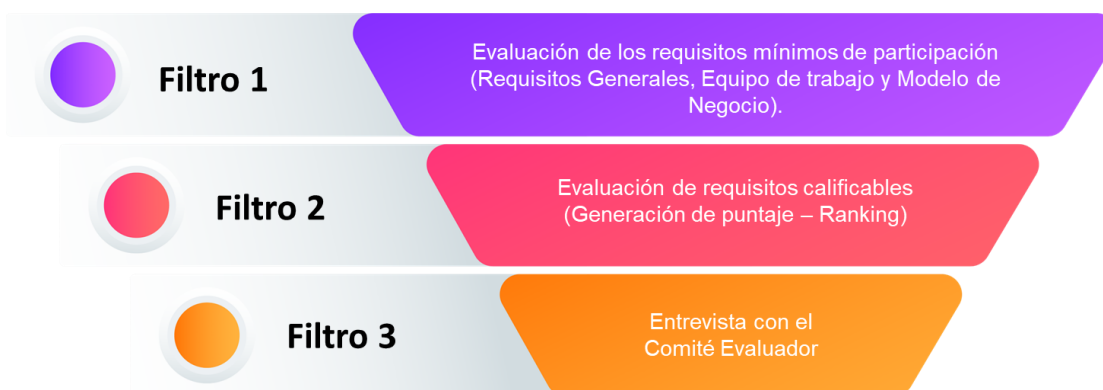 Filtro 1
Evaluación de los requisitos mínimos de participación
(Requisitos Generales, Equipo de trabajo y Modelo de
Negocio).
Filtro 2
Evaluación de requisitos calificables
(Generación de puntaje – Ranking)
Filtro 3
Entrevista con el
Comité Evaluador